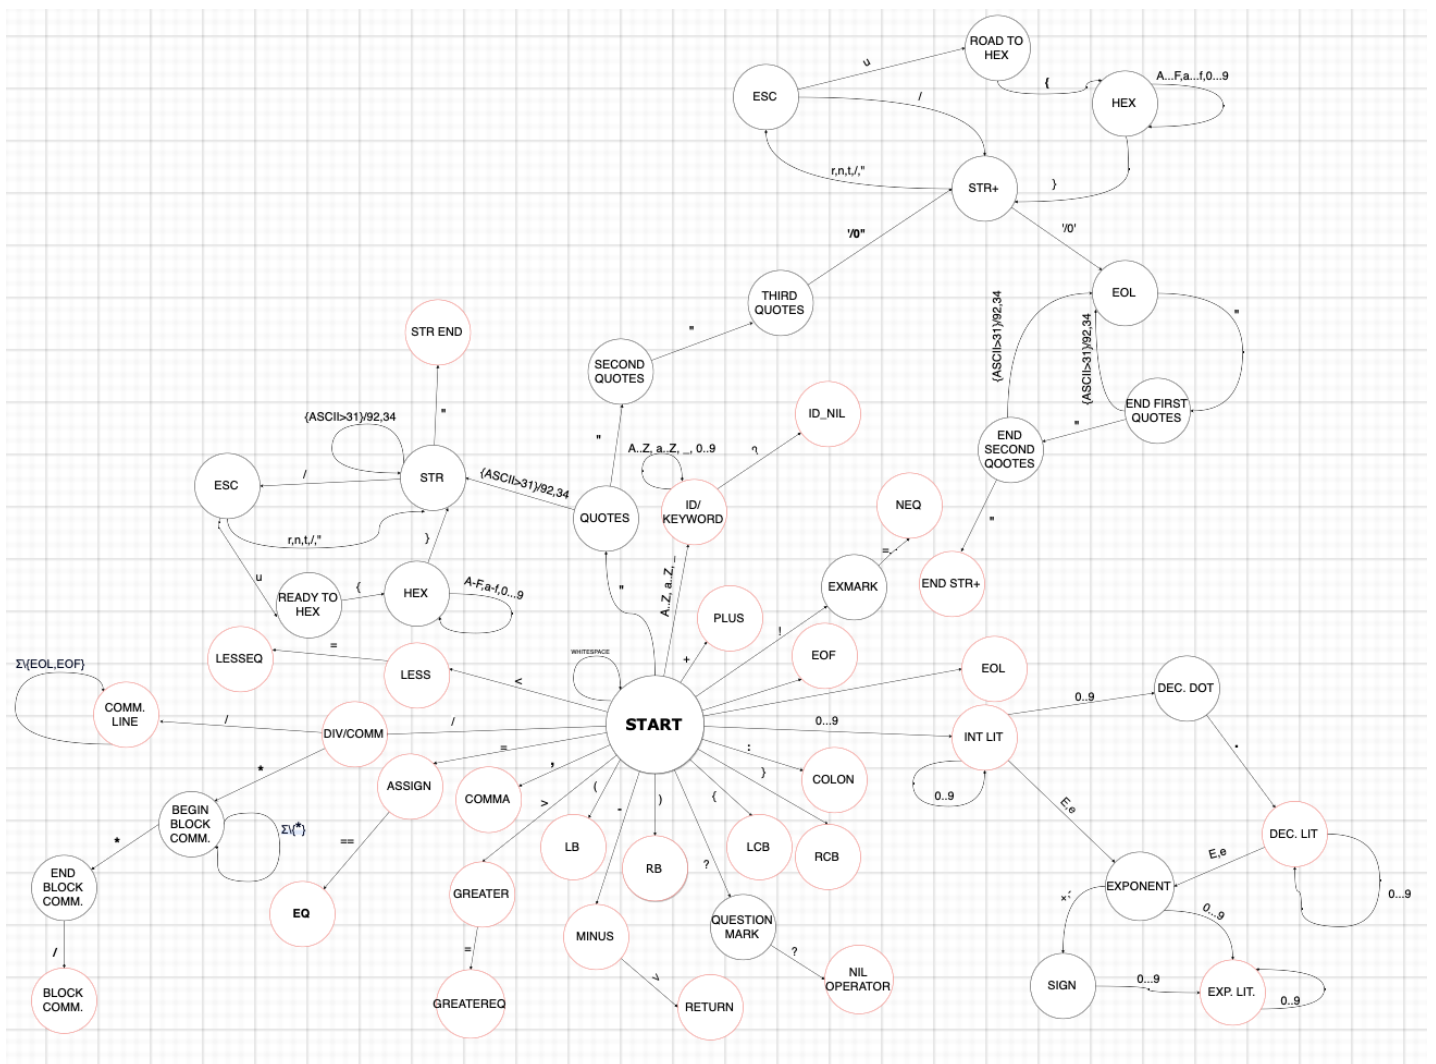 ROAD TO
HEX
u
{
A...F,a...f,0...9
ESC
HEX
/
r,n,t,/,"
STR+
}
'/0"
'/0'
THIRD
QUOTES
EOL
"
{ASCII>31}/92,34
{ASCII>31}/92,34
"
STR END
"
SECOND
QUOTES
"
ID_NIL
END FIRST
QUOTES
"
END
SECOND
QOOTES
{ASCII>31}/92,34
A..Z, a..Z, _, 0..9
?
ESC
/
STR
{ASCII>31}/92,34
QUOTES
ID/
KEYWORD
NEQ
"
r,n,t,/,"
}
=
u
READY TO
HEX
{
HEX
A-F,a-f,0...9
"
A..Z, a..Z, _
EXMARK
END STR+
PLUS
!
LESSEQ
=
LESS
WHITESPACE
+
EOF
EOL
Σ\{EOL,EOF}
<
DEC. DOT
COMM.
LINE
/
DIV/COMM
/
START
0...9
INT LIT
0..9
.
=
,
:
COLON
*
ASSIGN
COMMA
>
(
-
)
{
}
0..9
E,e
BEGIN
BLOCK
COMM.
Σ\{*}
*
==
LB
RB
?
LCB
RCB
DEC. LIT
E,e
END
BLOCK
COMM.
EQ
GREATER
EXPONENT
0...9
0...9
QUESTION
MARK
MINUS
/
=
>
?
NIL
OPERATOR
BLOCK
COMM.
GREATEREQ
RETURN
SIGN
0...9
EXP. LIT.
0..9